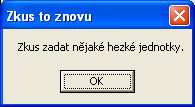 Zkus to znovu
Zkus zadat nějaké hezké jednotky.
OK